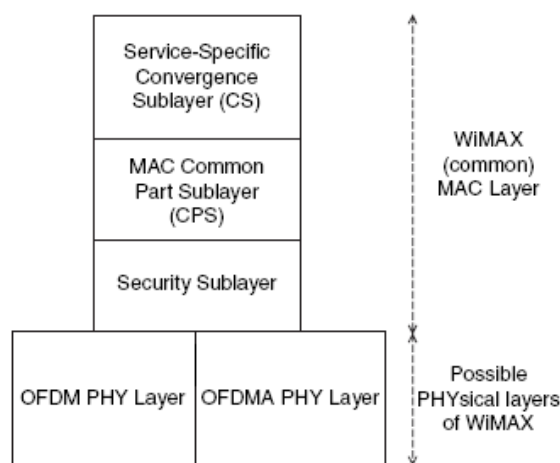 Service-Specific
Convergence
Sublayer (CS)
WiMAX
(common)
MAC Layer
MAC Common
Part Sublayer
(CPS)
Security Sublayer
OFDM PHY Layer
OFDMA PHY Layer
Possible
PHYsical layers
of WiMAX